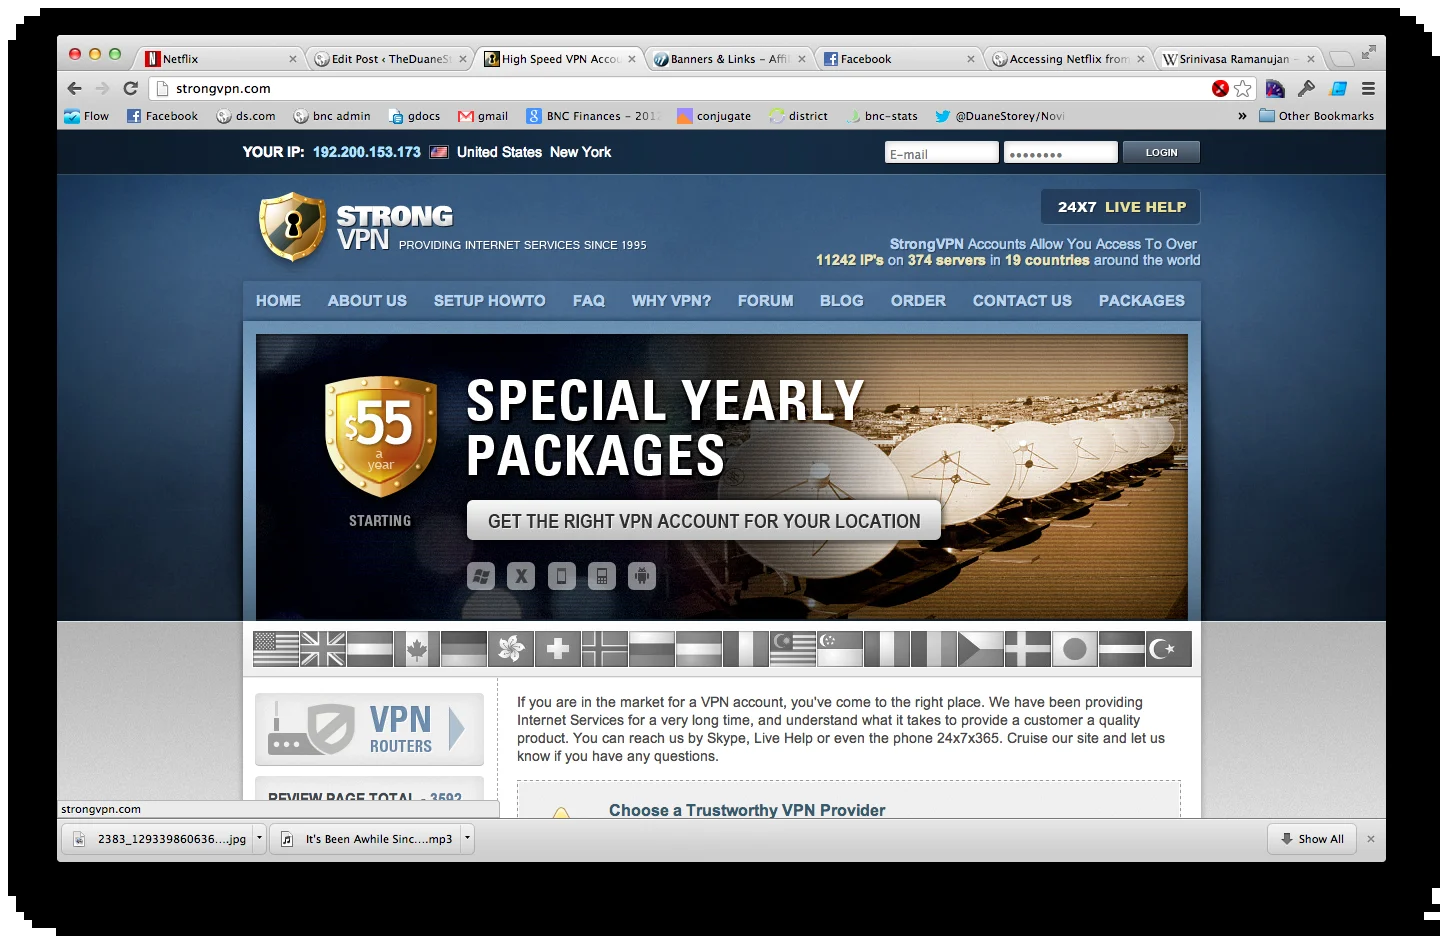 Netflix
Edit Post ‹ TheDuaneSt
High Speed VPN Accou
Banners & Links – Affil
Facebook
Accessing Netflix from
Srinivasa Ramanujan –
strongvpn.com
Flow
Facebook
ds.com
bnc admin
gdocs
gmail
BNC Finances – 2012
conjugate
district
bnc-stats
@DuaneStorey/Novi
»
Other Bookmarks
YOUR IP: 192.200.153.173 United States New York
E-mail
LOGIN
STRONG
VPN PROVIDING INTERNET SERVICES SINCE 1995
24X7 LIVE HELP
StrongVPN Accounts Allow You Access To Over
11242 IP's on 374 servers in 19 countries around the world
HOME
ABOUT US
SETUP HOWTO
FAQ
WHY VPN?
FORUM
BLOG
ORDER
CONTACT US
PACKAGES
$55
a
year
STARTING
SPECIAL YEARLY
PACKAGES
GET THE RIGHT VPN ACCOUNT FOR YOUR LOCATION
VPN
ROUTERS
REVIEW PAGE TOTAL - 3592
If you are in the market for a VPN account, you've come to the right place. We have been providing
Internet Services for a very long time, and understand what it takes to provide a customer a quality
product. You can reach us by Skype, Live Help or even the phone 24x7x365. Cruise our site and let us
know if you have any questions.
Choose a Trustworthy VPN Provider
strongvpn.com
2383_129339860636....jpg
It's Been Awhile Sinc....mp3
Show All